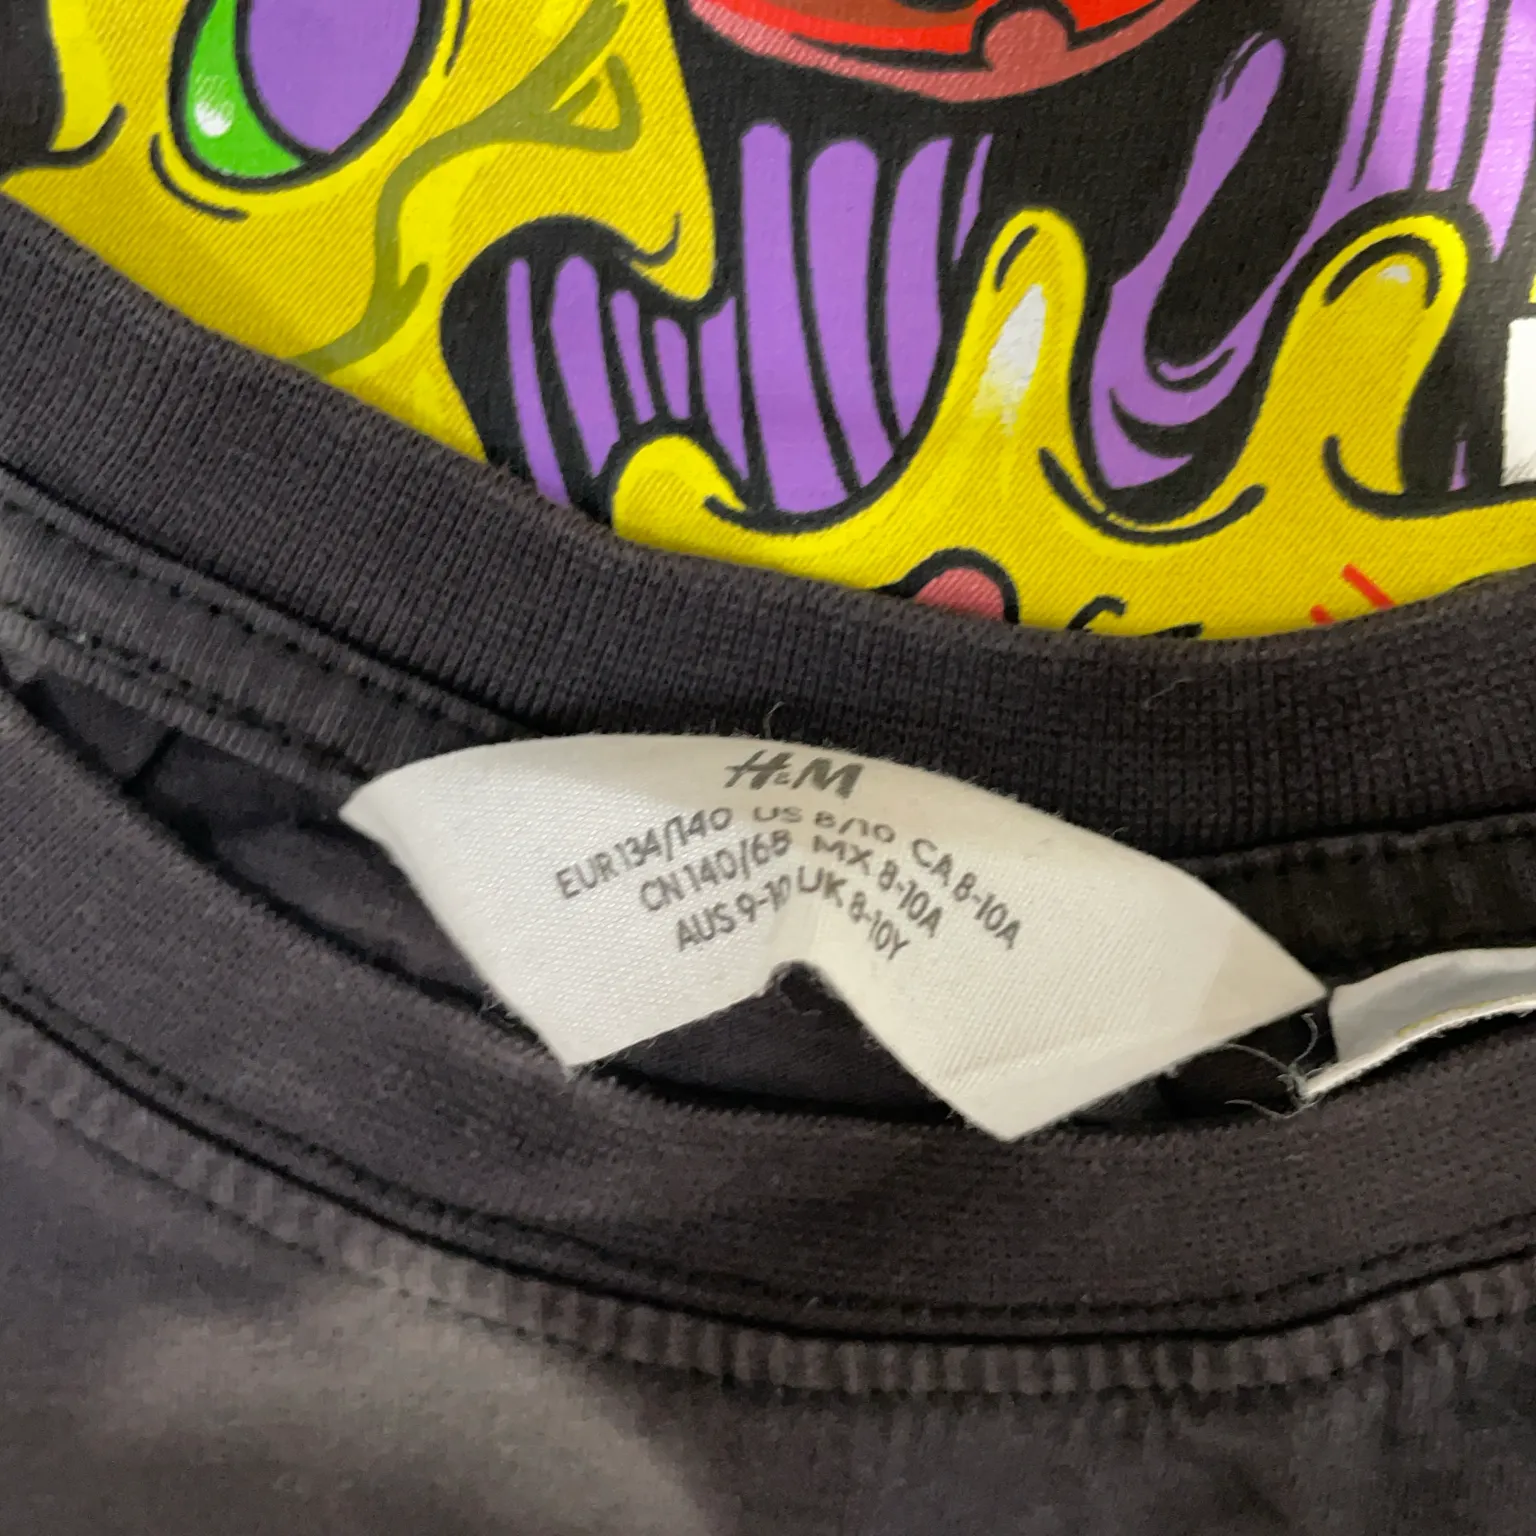 H&M
EUR 134/140 US 8/10 CA 8-10A
CN 140/68 MX 8-10A
AUS 9-10 UK 8-10Y